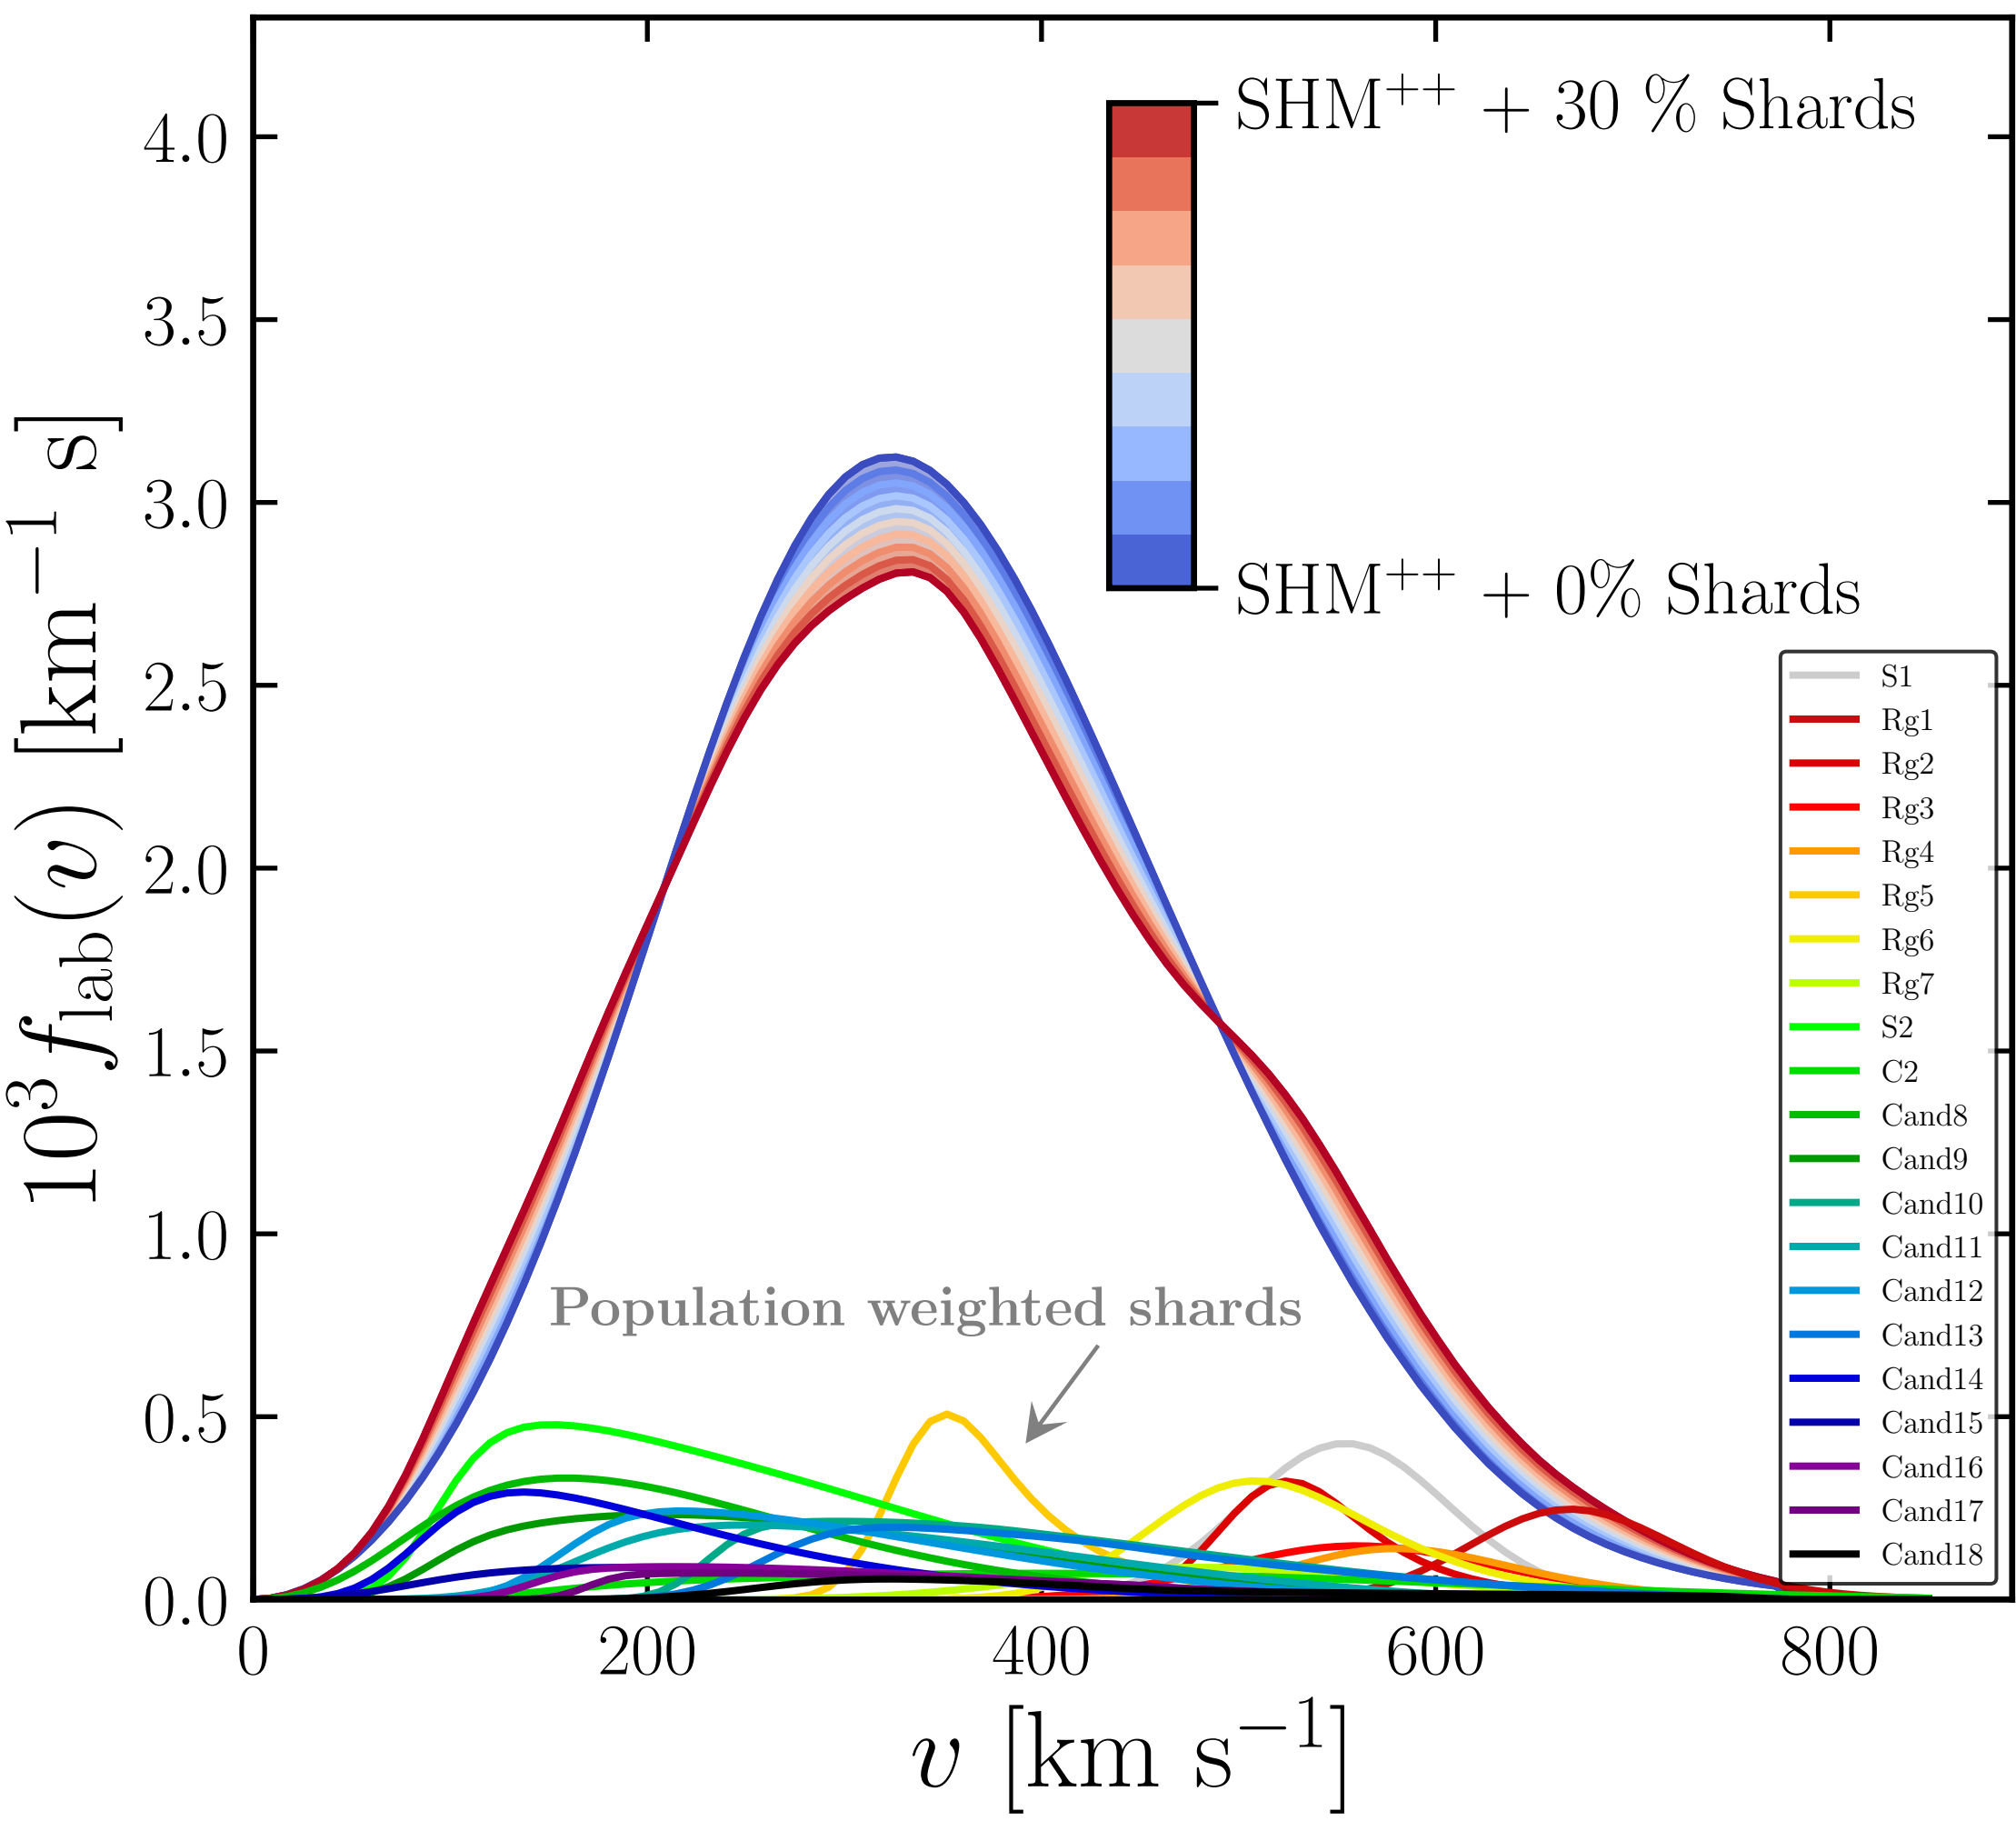 SHM⁺⁺ + 30 % Shards
SHM⁺⁺ + 0% Shards
4.0
3.5
3.0
2.5
2.0
1.5
1.0
0.5
0.0
10³f_lab(v) [km⁻¹ s]
Population weighted shards
S1
Rg1
Rg2
Rg3
Rg4
Rg5
Rg6
Rg7
S2
C2
Cand8
Cand9
Cand10
Cand11
Cand12
Cand13
Cand14
Cand15
Cand16
Cand17
Cand18
0 200 400 600 800
v [km s⁻¹]